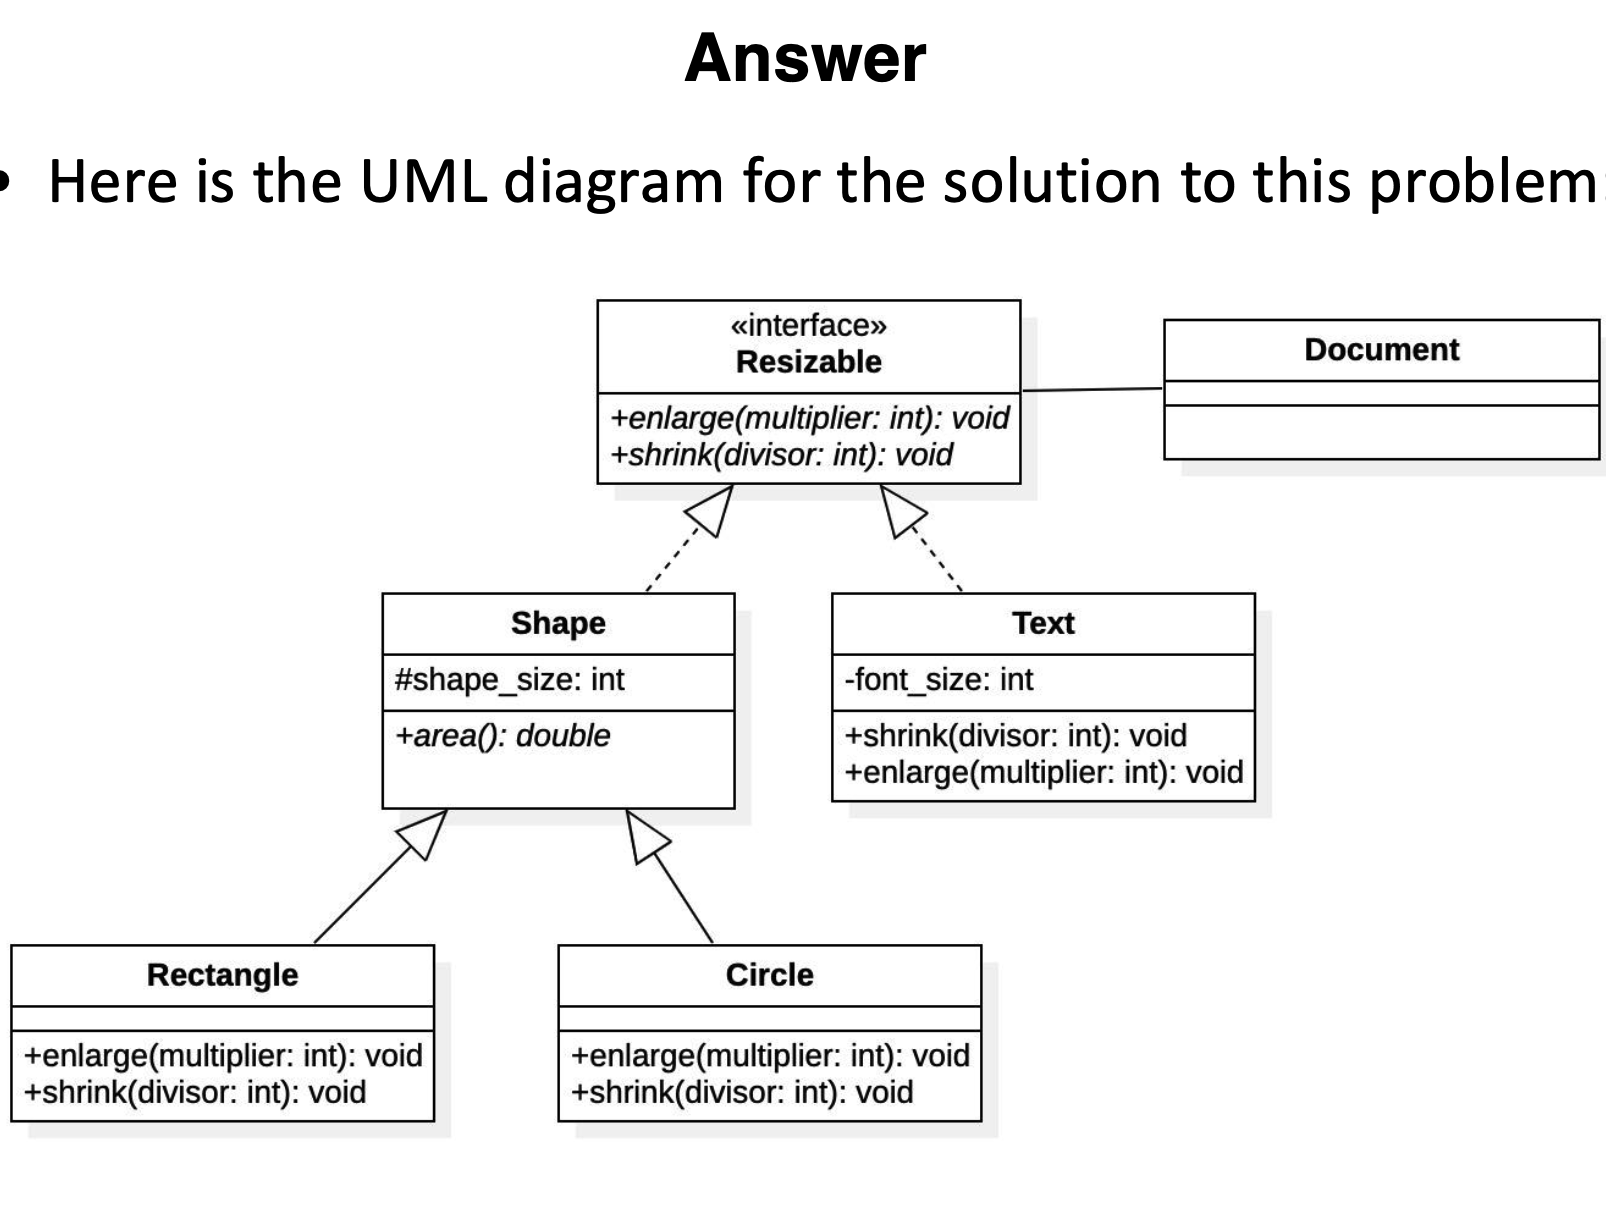 Answer
• Here is the UML diagram for the solution to this problem:
«interface»
Resizable
+enlarge(multiplier: int): void
+shrink(divisor: int): void
Document
Shape
#shape_size: int
+area(): double
Text
-font_size: int
+shrink(divisor: int): void
+enlarge(multiplier: int): void
Rectangle
+enlarge(multiplier: int): void
+shrink(divisor: int): void
Circle
+enlarge(multiplier: int): void
+shrink(divisor: int): void